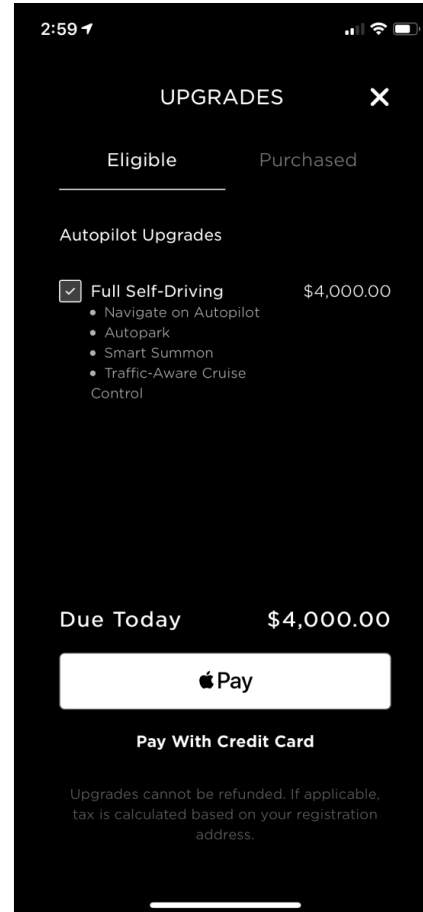 2:59
UPGRADES
Eligible Purchased
Autopilot Upgrades
Full Self-Driving $4,000.00
• Navigate on Autopilot
• Autopark
• Smart Summon
• Traffic-Aware Cruise
Control
Due Today $4,000.00
Pay
Pay With Credit Card
Upgrades cannot be refunded. If applicable,
tax is calculated based on your registration
address.